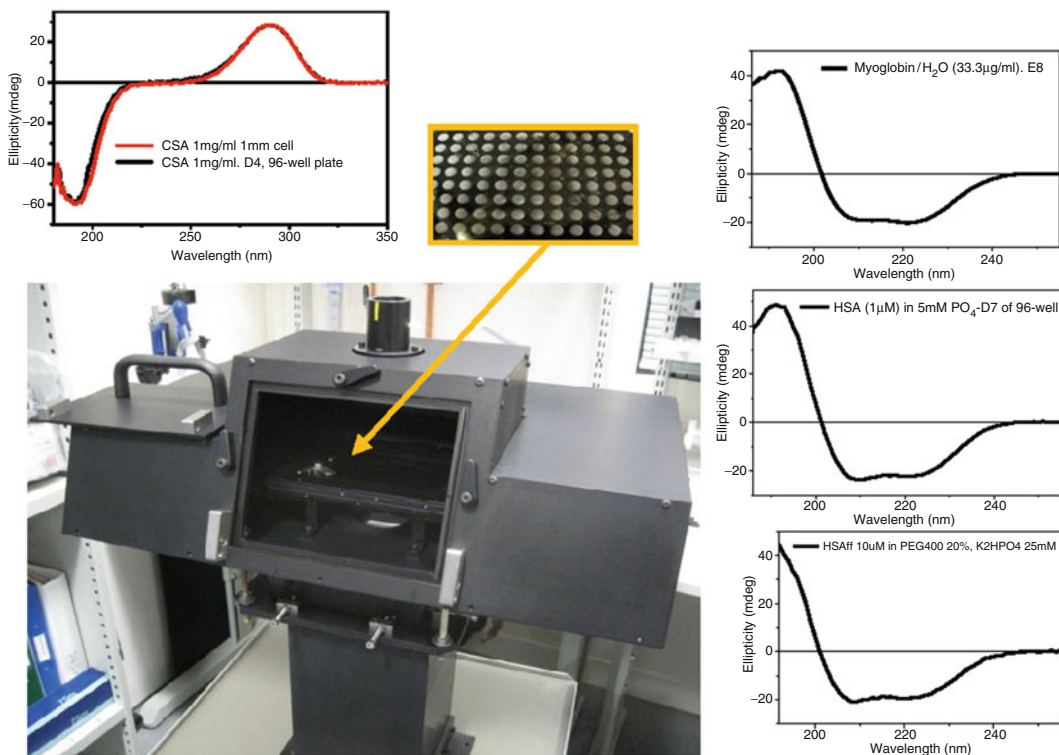 Ellipticity(mdeg)
20
0
−20
−40
−60
CSA 1mg/ml 1mm cell
CSA 1mg/ml. D4, 96-well plate
200
250
300
350
Wavelength (nm)
Ellipticity (mdeg)
40
20
0
−20
Myoglobin/H₂O (33.3µg/ml). E8
200
220
240
Wavelength (nm)
Ellipticity (mdeg)
40
20
0
−20
HSA (1µM) in 5mM PO₄-D7 of 96-well
200
220
240
Wavelength (nm)
Ellipticity (mdeg)
40
20
0
−20
HSAff 10uM in PEG400 20%, K2HPO4 25mM
200
220
240
Wavelength (nm)